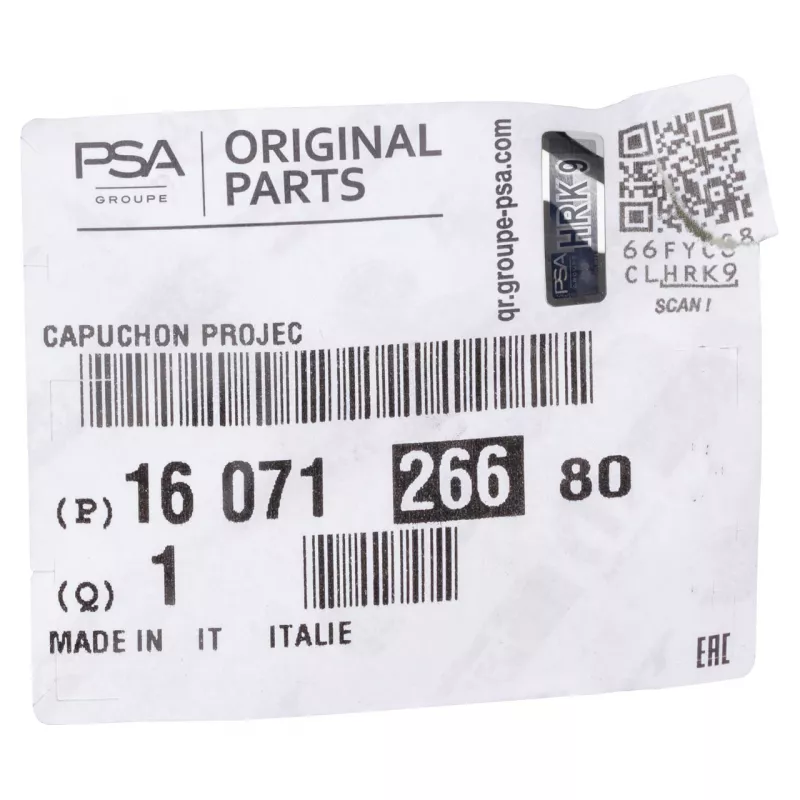 PSA
GROUPE
ORIGINAL
PARTS
qr.groupe-psa.com
PSA
HRK9
CLHRK9
SCAN !
CAPUCHON PROJEC
(P) 16 071 266 80
(Q) 1
MADE IN IT ITALIE
EAC